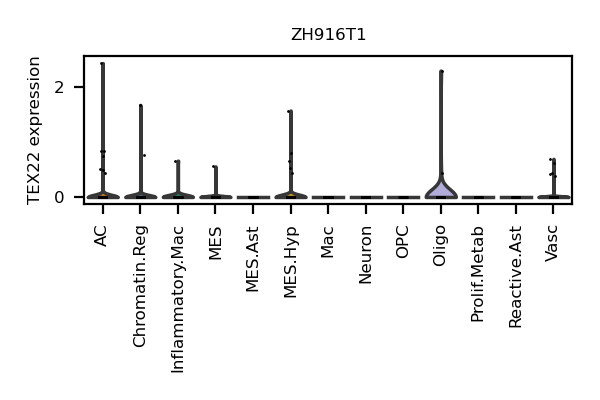 ZH916T1
TEX22 expression
2
0
AC
Chromatin.Reg
Inflammatory.Mac
MES
MES.Ast
MES.Hyp
Mac
Neuron
OPC
Oligo
Prolif.Metab
Reactive.Ast
Vasc